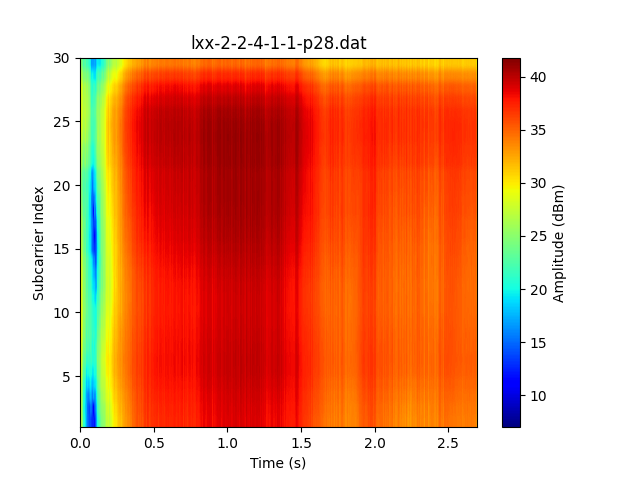 lxx-2-2-4-1-1-p28.dat
30
25
20
15
10
5
Subcarrier Index
0.0 0.5 1.0 1.5 2.0 2.5
Time (s)
40
35
30
25
20
15
10
Amplitude (dBm)